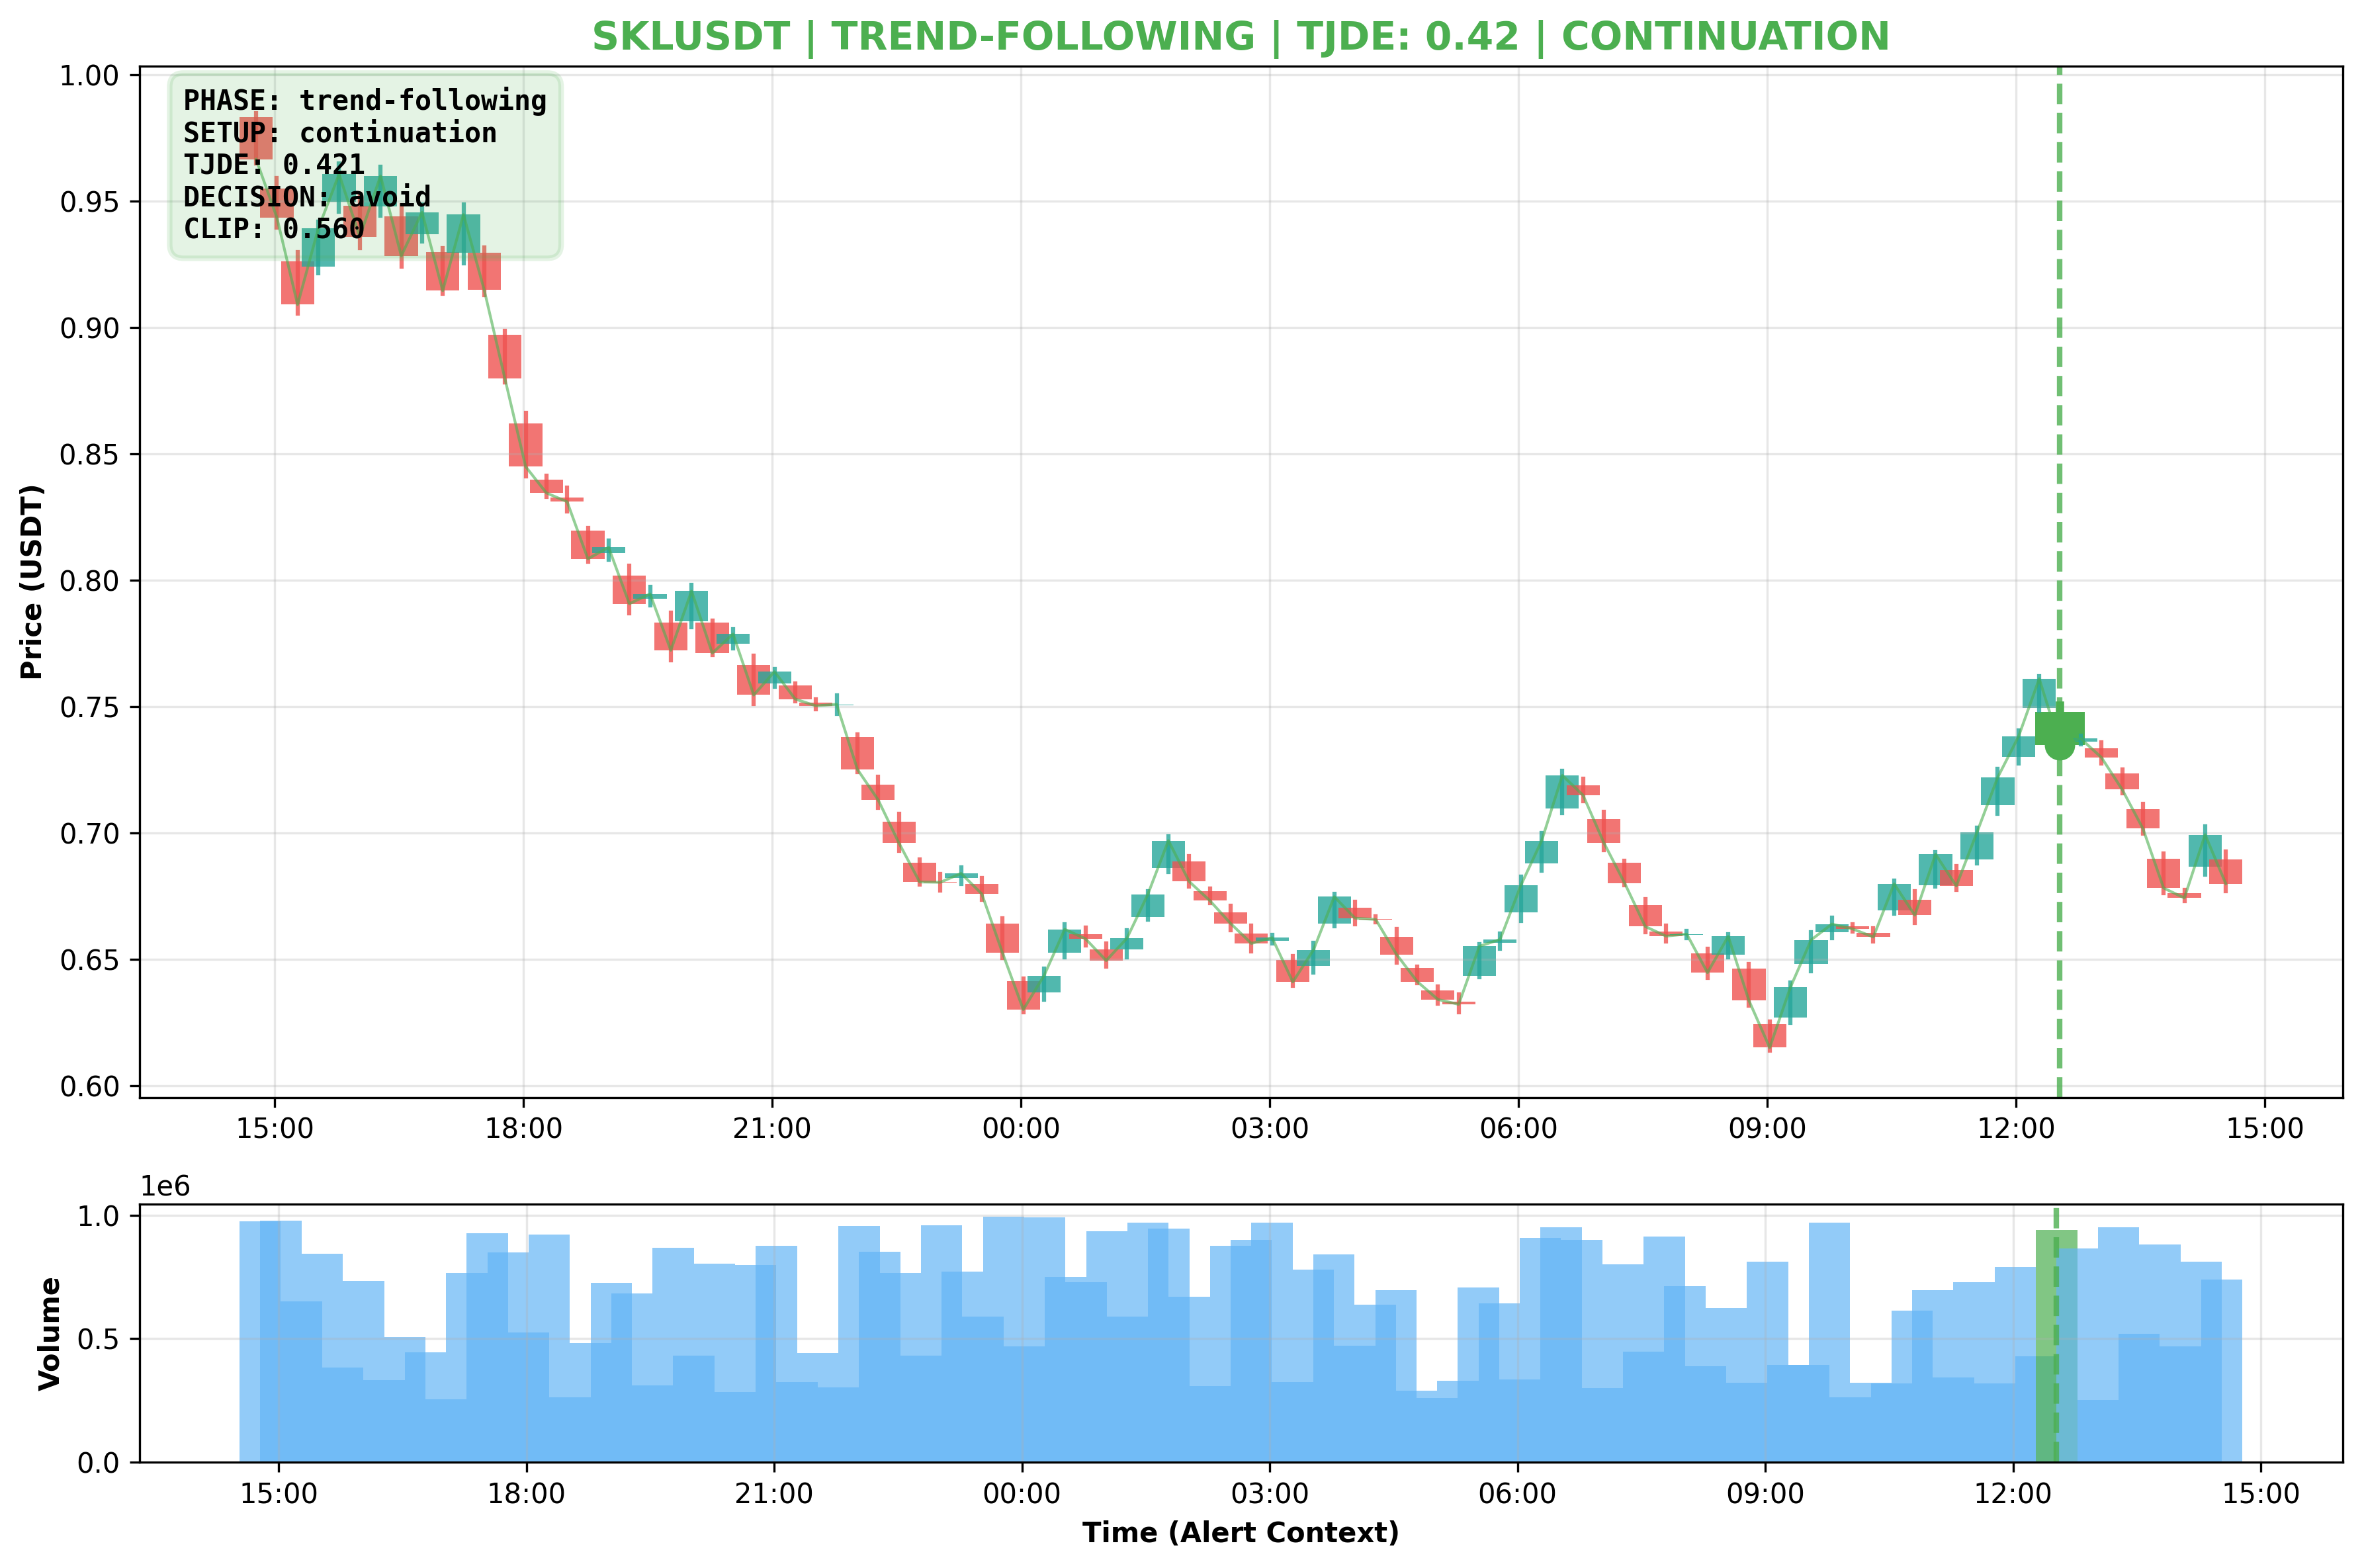 SKLUSDT | TREND-FOLLOWING | TJDE: 0.42 | CONTINUATION
PHASE: trend-following
SETUP: continuation
TJDE: 0.421
DECISION: avoid
CLIP: 0.560
Price (USDT)
1.00
0.95
0.90
0.85
0.80
0.75
0.70
0.65
0.60
15:00 18:00 21:00 00:00 03:00 06:00 09:00 12:00 15:00
1e6
Volume
1.0
0.5
0.0
15:00 18:00 21:00 00:00 03:00 06:00 09:00 12:00 15:00
Time (Alert Context)